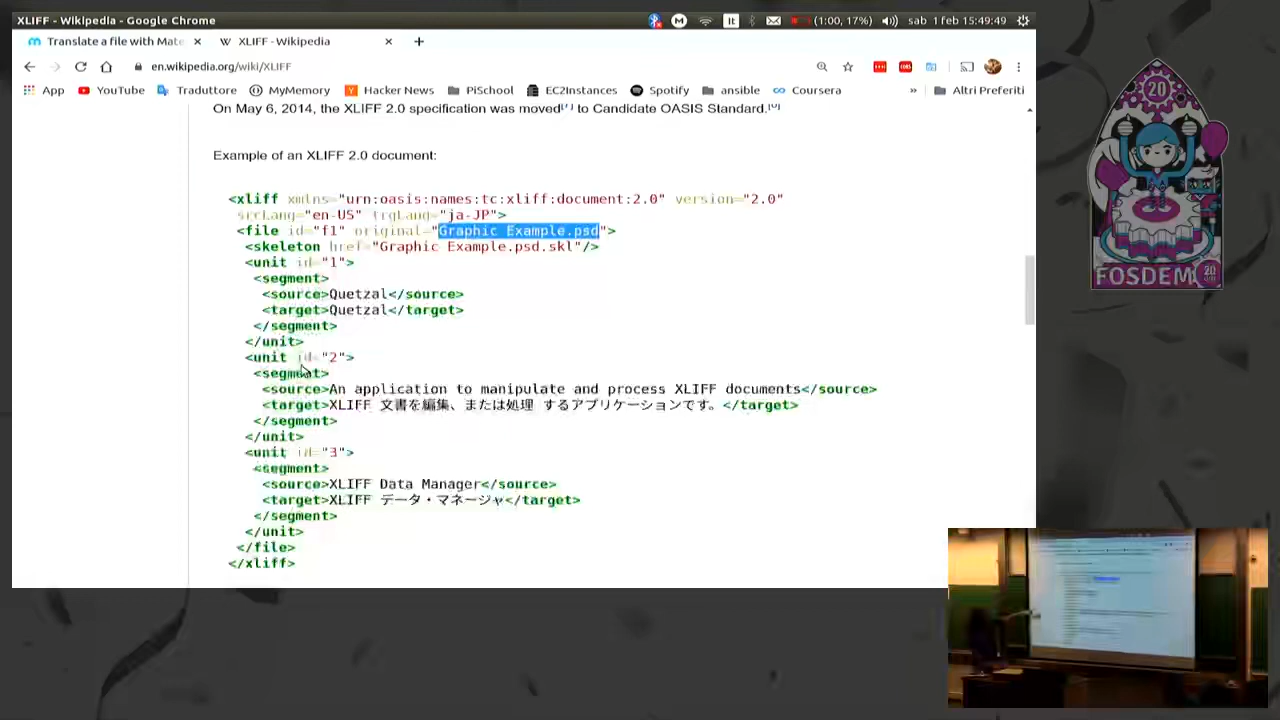 XLIFF - Wikipedia - Google Chrome
It
(1:00, 17%)
sab 1 feb 15:49:49
Translate a file with Mate
XLIFF - Wikipedia
en.wikipedia.org/wiki/XLIFF
App
YouTube
Traduttore
MyMemory
Hacker News
PiSchool
EC2Instances
Spotify
ansible
Coursera
»
Altri Preferiti
On May 6, 2014, the XLIFF 2.0 specification was moved to Candidate OASIS Standard.
Example of an XLIFF 2.0 document:
<xliff xmlns="urn:oasis:names:tc:xliff:document:2.0" version="2.0"
srcLang="en-US" trgLang="ja-JP">
<file id="f1" original="Graphic Example.psd">
<skeleton href="Graphic Example.psd.skl"/>
<unit id="1">
<segment>
<source>Quetzal</source>
<target>Quetzal</target>
</segment>
</unit>
<unit id="2">
<segment>
<source>An application to manipulate and process XLIFF documents</source>
<target>XLIFF 文書を編集、または処理 するアプリケーションです。</target>
</segment>
</unit>
<unit id="3">
<segment>
<source>XLIFF Data Manager</source>
<target>XLIFF データ・マネージャ</target>
</segment>
</unit>
</file>
</xliff>
20
FOSDEM
20